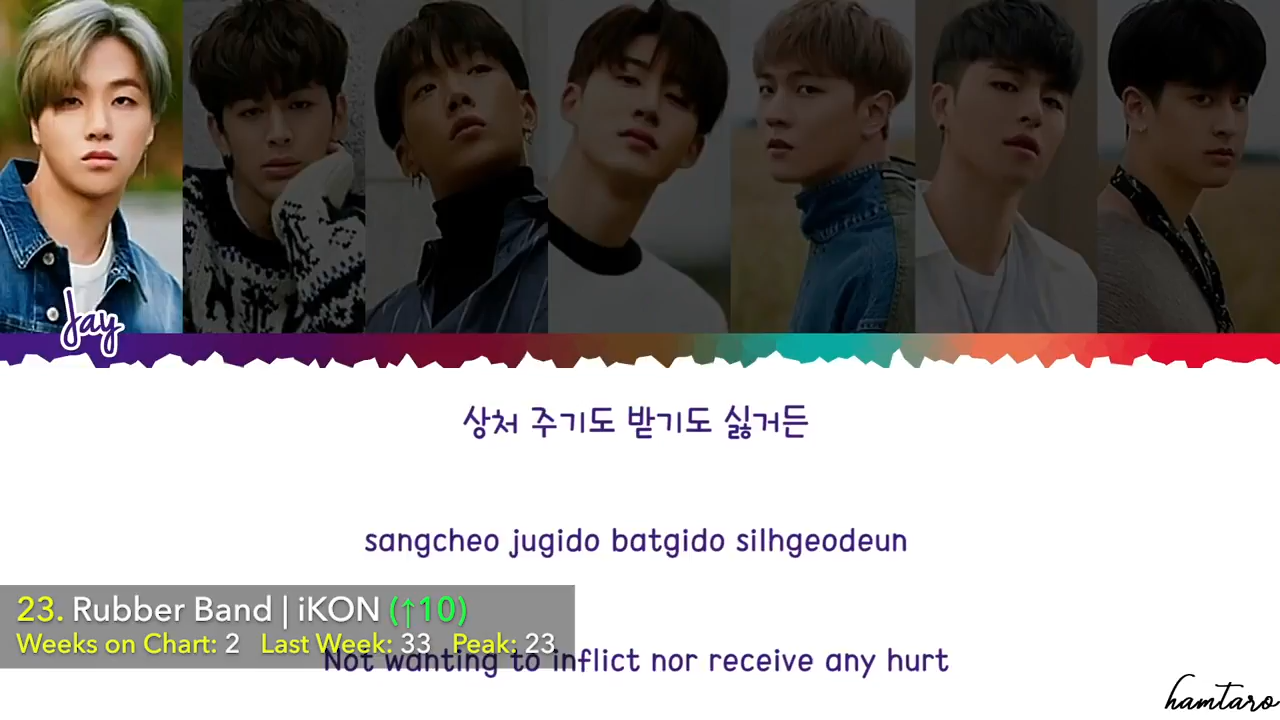 Jay
상처 주기도 받기도 싫거든
sangcheo jugido batgido silhgeodeun
23. Rubber Band | iKON (↑10)
Weeks on Chart: 2 Last Week: 33 Peak: 23
Not wanting to inflict nor receive any hurt
hamtaro